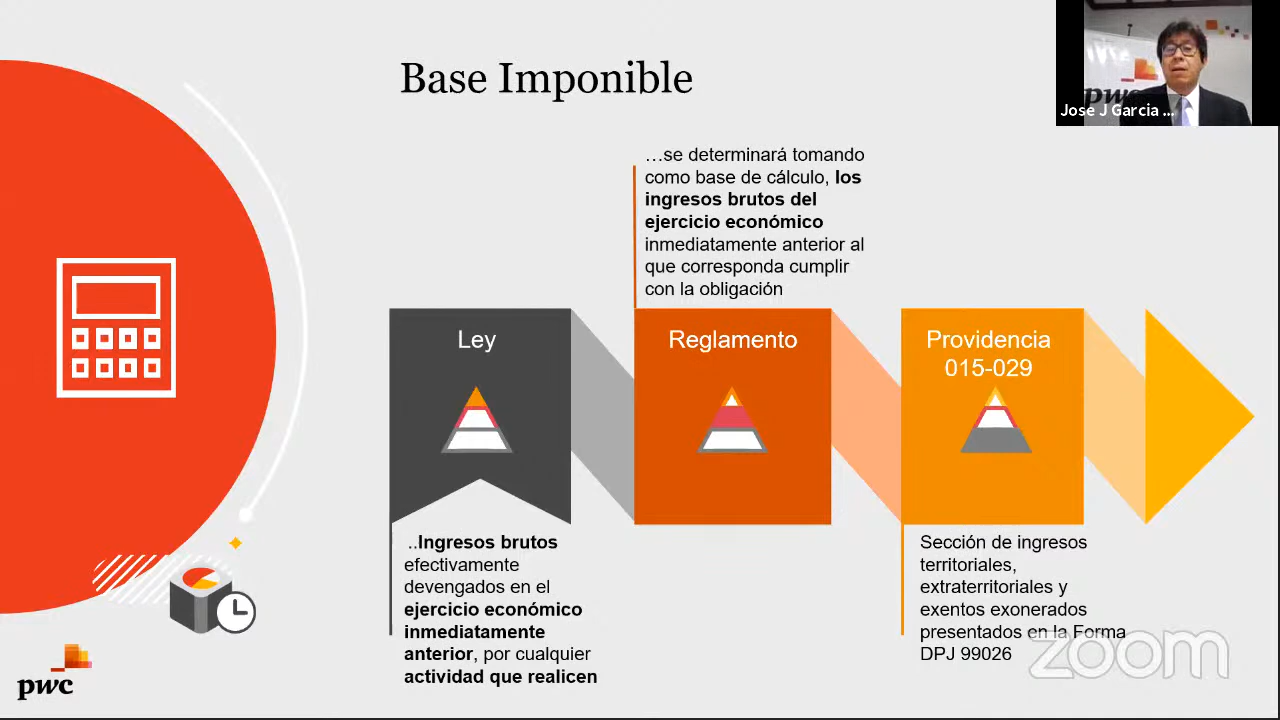 Base Imponible
pwc
Jose J Garcia ...
…se determinará tomando
como base de cálculo, los
ingresos brutos del
ejercicio económico
inmediatamente anterior al
que corresponda cumplir
con la obligación
Ley
Reglamento
Providencia
015-029
..Ingresos brutos
efectivamente
devengados en el
ejercicio económico
inmediatamente
anterior, por cualquier
actividad que realicen
Sección de ingresos
territoriales,
extraterritoriales y
exentos exonerados
presentados en la Forma
DPJ 99026
zoom
pwc